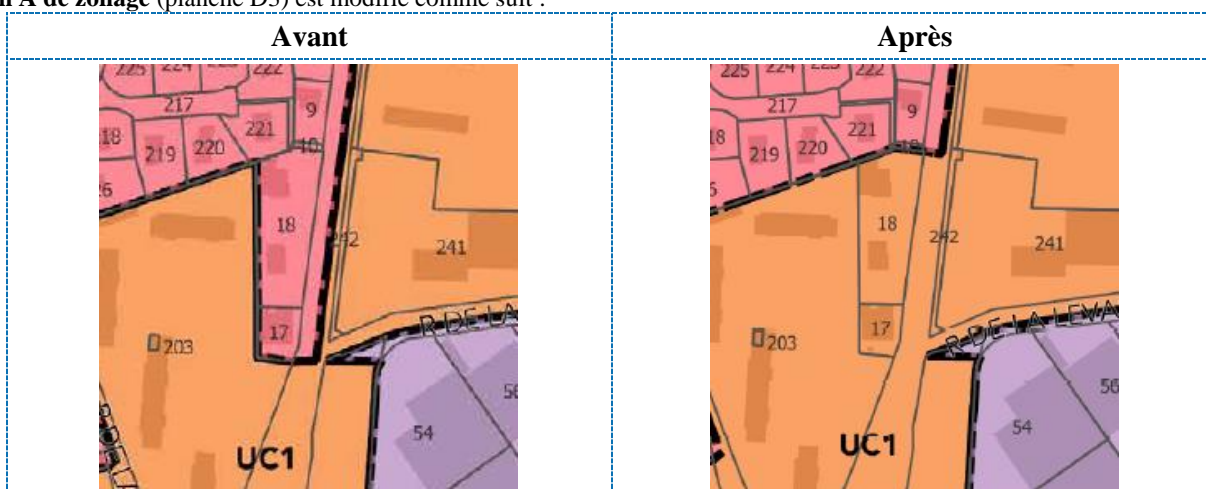 n A de zonage (planche D3) est modifié comme suit :
Avant
Après
225 224 223 222
217
9
18
221
10
219
220
18
242
241
17
R DE LA
203
54
UC1
225 224 222
217
9
18
221
219
220
18
242
241
17
R DE LA LEVA
203
56
54
UC1